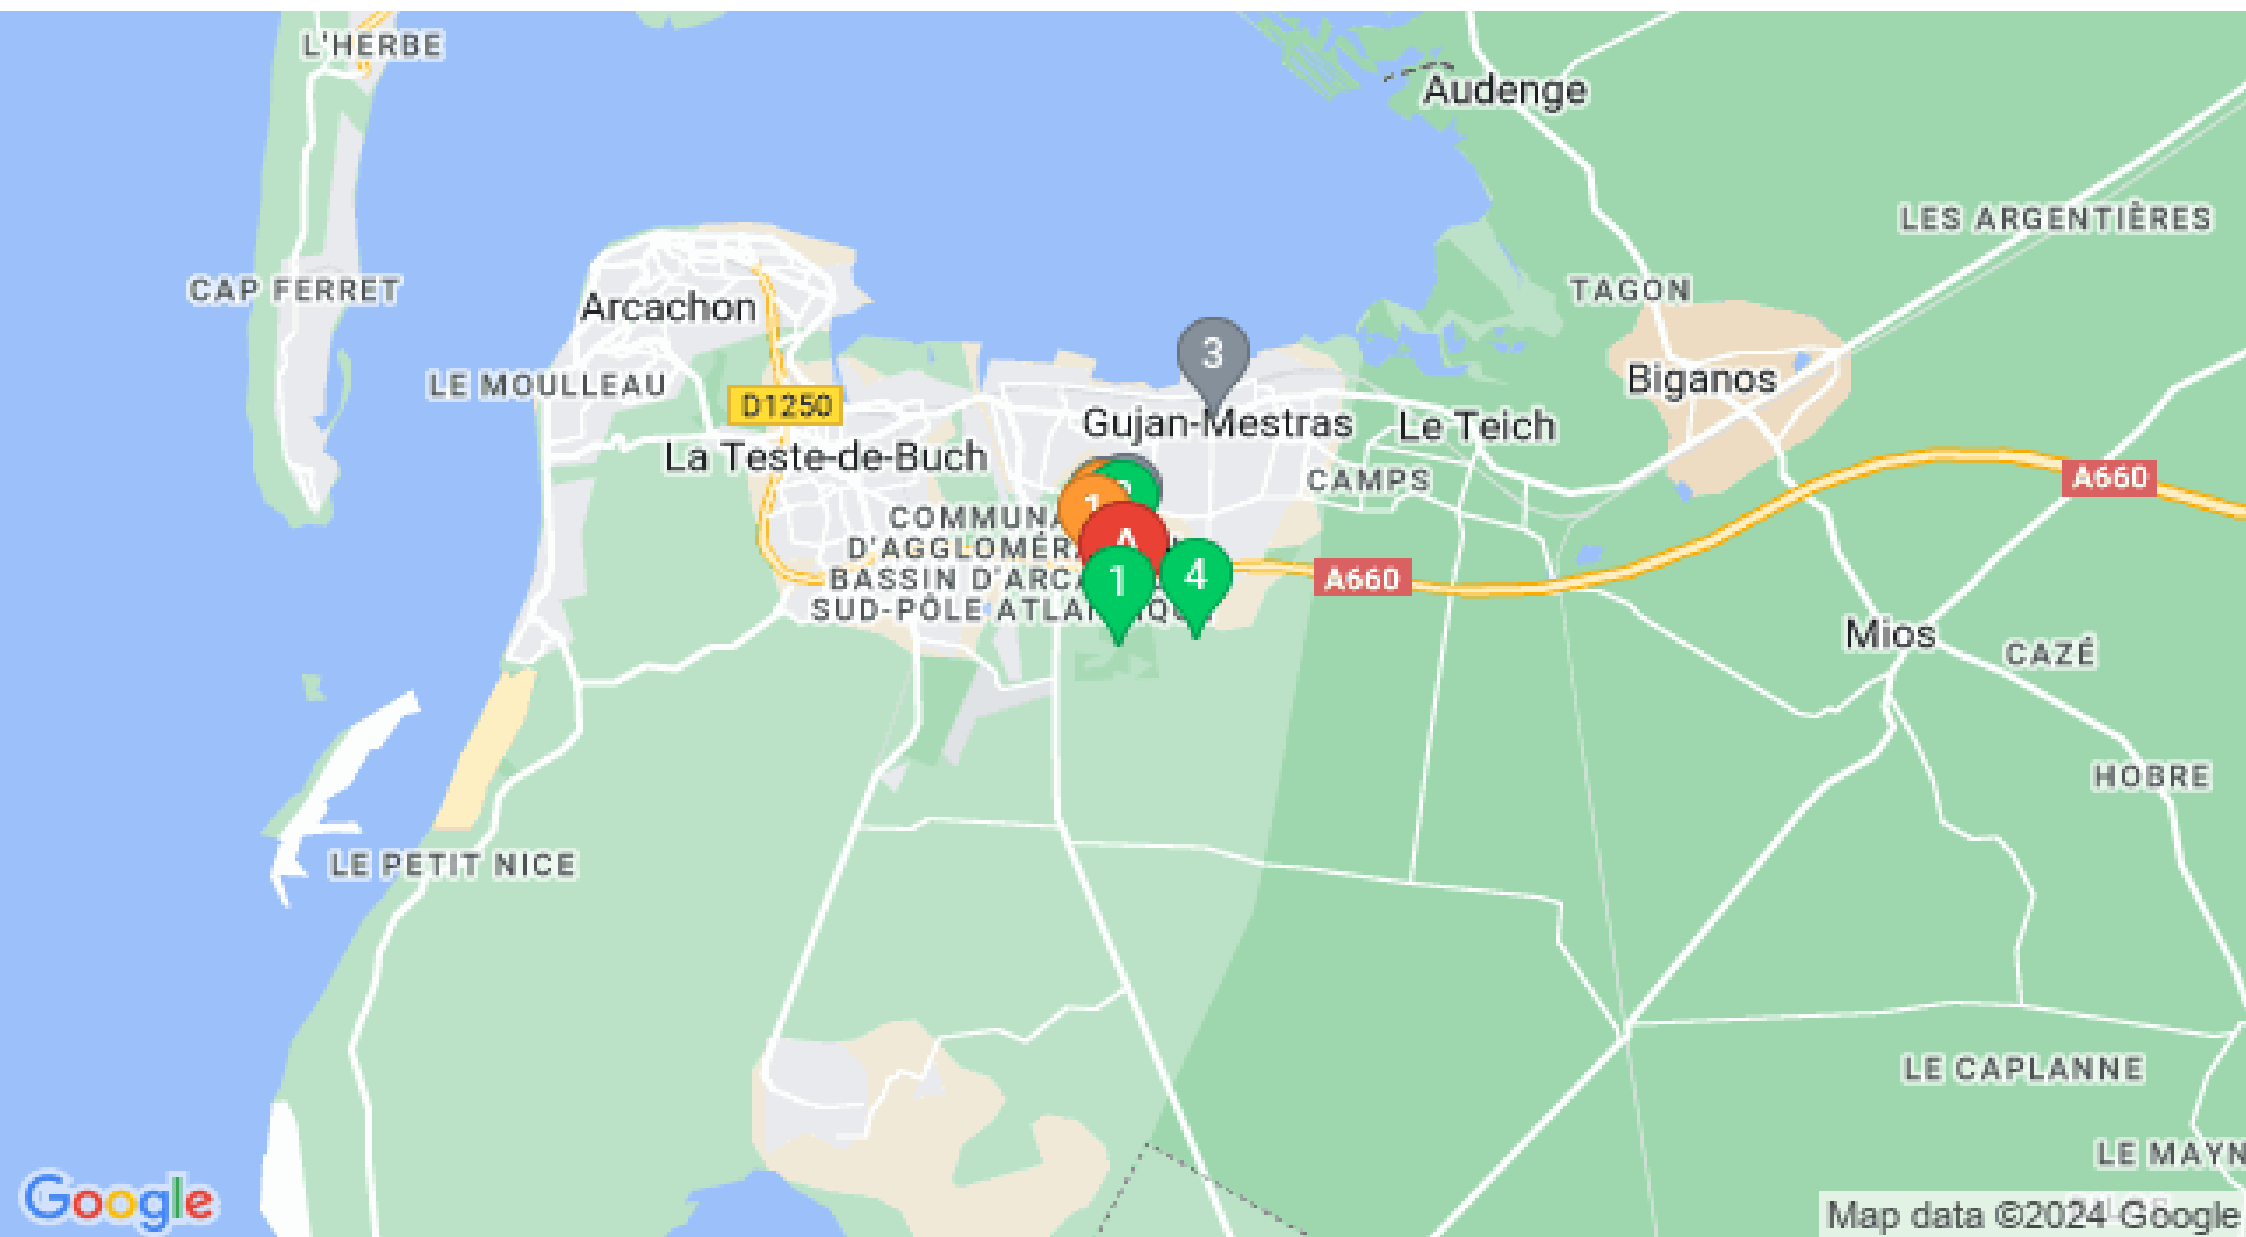 L'HERBE
Audenge
LES ARGENTIÈRES
CAP FERRET
TAGON
Arcachon
3
LE MOULLEAU
Biganos
D1250
Gujan-Mestras
Le Teich
La Teste-de-Buch
CAMPS
A660
1
COMMUNA
D'AGGLOMÉR
A
BASSIN D'ARCA
1
4
A660
SUD-PÔLE ATLA
Mios
CAZÉ
HOBRE
LE PETIT NICE
LE CAPLANNE
LE MAYN
Google
Map data ©2024 Google